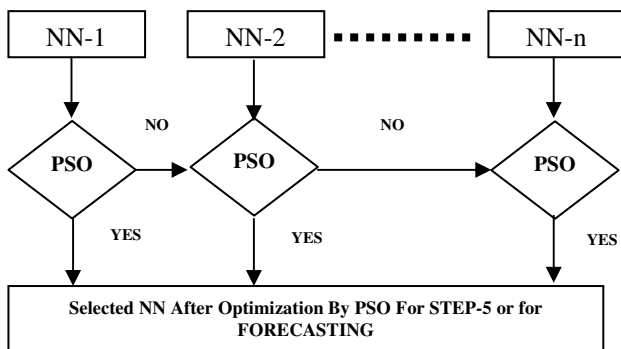 NN-1 NN-2 NN-n
NO NO
PSO PSO PSO
YES YES YES
Selected NN After Optimization By PSO For STEP-5 or for
FORECASTING